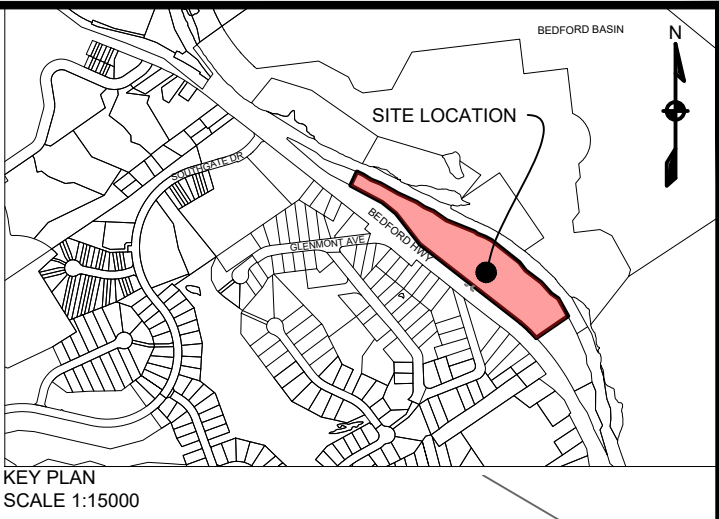 BEDFORD BASIN
N
SITE LOCATION
SOUTHGATE DR
BEDFORD HWY
GLENMONT AVE
KEY PLAN
SCALE 1:15000